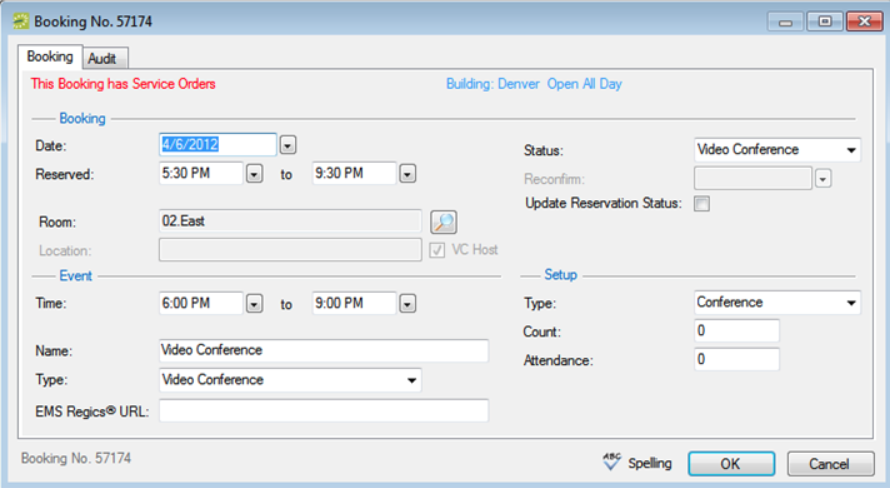 Booking No. 57174
Booking Audit
This Booking has Service Orders Building: Denver Open All Day
Booking
Date: 4/6/2012 Status: Video Conference
Reserved: 5:30 PM to 9:30 PM Reconfirm:
Update Reservation Status:
Room: 02.East
Location: VC Host
Event Setup
Time: 6:00 PM to 9:00 PM Type: Conference
Count: 0
Name: Video Conference Attendance: 0
Type: Video Conference
EMS Regics® URL:
Booking No. 57174 ABC Spelling OK Cancel